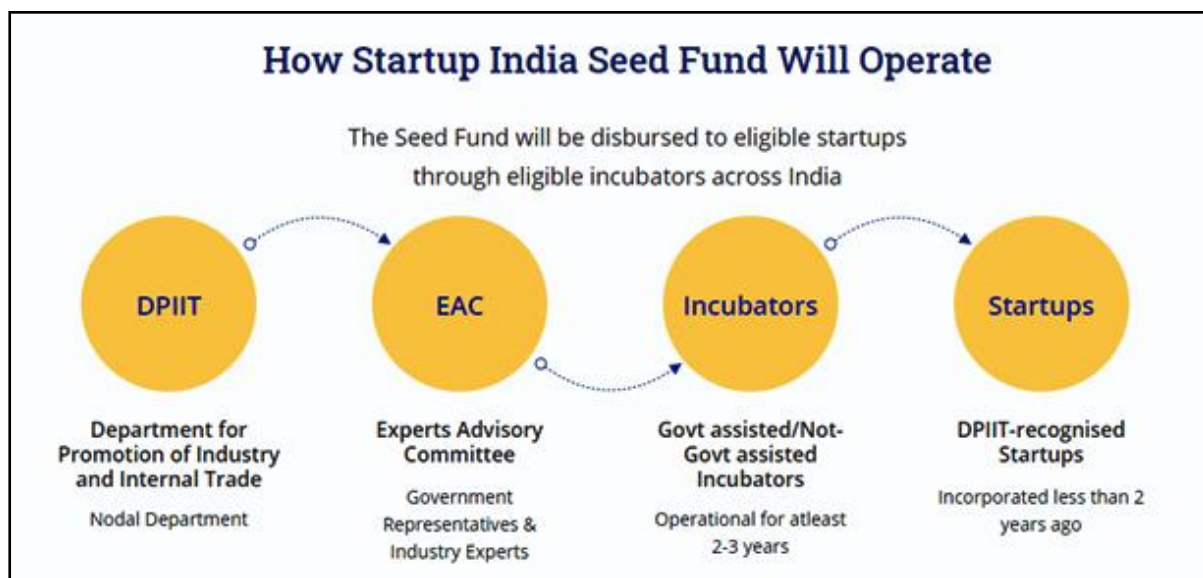 How Startup India Seed Fund Will Operate
The Seed Fund will be disbursed to eligible startups
through eligible incubators across India
DPIIT
EAC
Incubators
Startups
Department for
Promotion of Industry
and Internal Trade
Nodal Department
Experts Advisory
Committee
Government
Representatives &
Industry Experts
Govt assisted/Not-
Govt assisted
Incubators
Operational for atleast
2-3 years
DPIIT-recognised
Startups
Incorporated less than 2
years ago